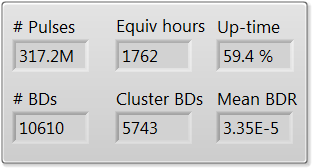 # Pulses Equiv hours Up-time
317.2M 1762 59.4 %
# BDs Cluster BDs Mean BDR
10610 5743 3.35E-5